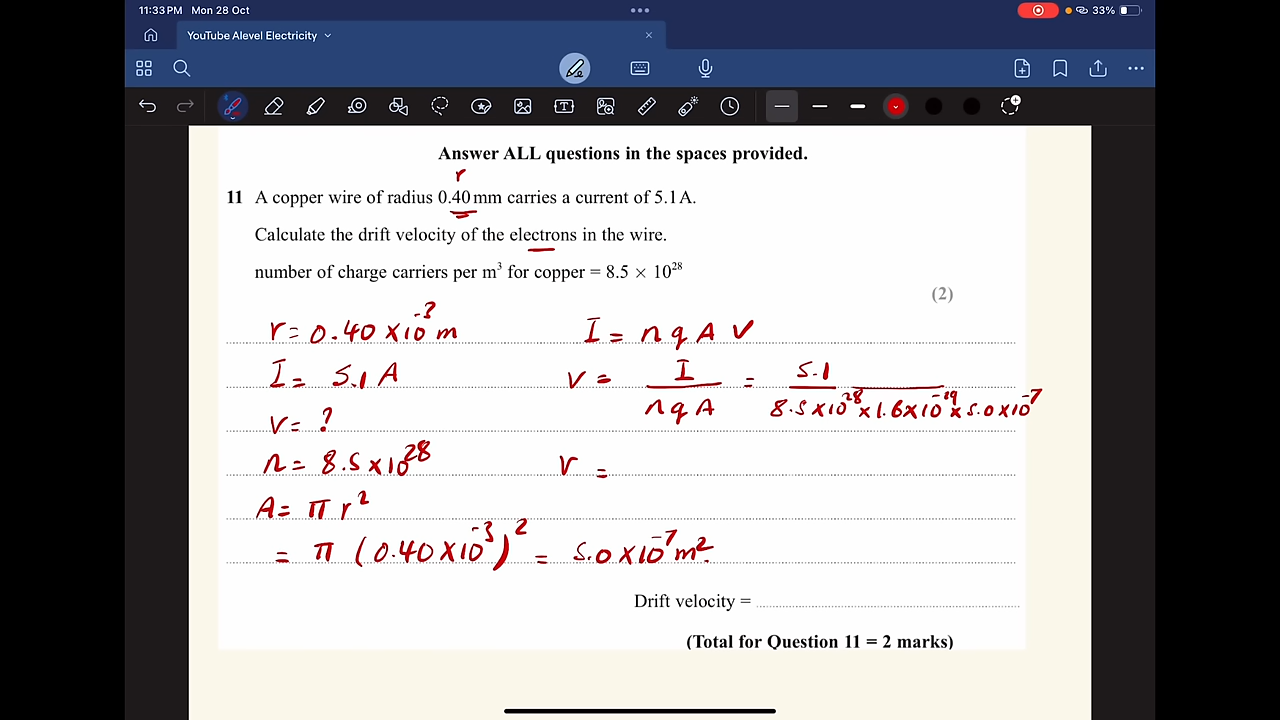 11:33 PM Mon 28 Oct
33%
YouTube Alevel Electricity
Answer ALL questions in the spaces provided.
r
11 A copper wire of radius 0.40 mm carries a current of 5.1 A.
Calculate the drift velocity of the electrons in the wire.
number of charge carriers per m³ for copper = 8.5 × 10²⁸
(2)
r = 0.40 × 10⁻³ m
I = n q A v
I = 5.1 A
v = I / n q A = 5.1 / 8.5 × 10²⁸ × 1.6 × 10⁻¹⁹ × 5.0 × 10⁻⁷
v = ?
n = 8.5 × 10²⁸
v =
A = π r²
= π (0.40 × 10⁻³)² = 5.0 × 10⁻⁷ m².
Drift velocity =
(Total for Question 11 = 2 marks)